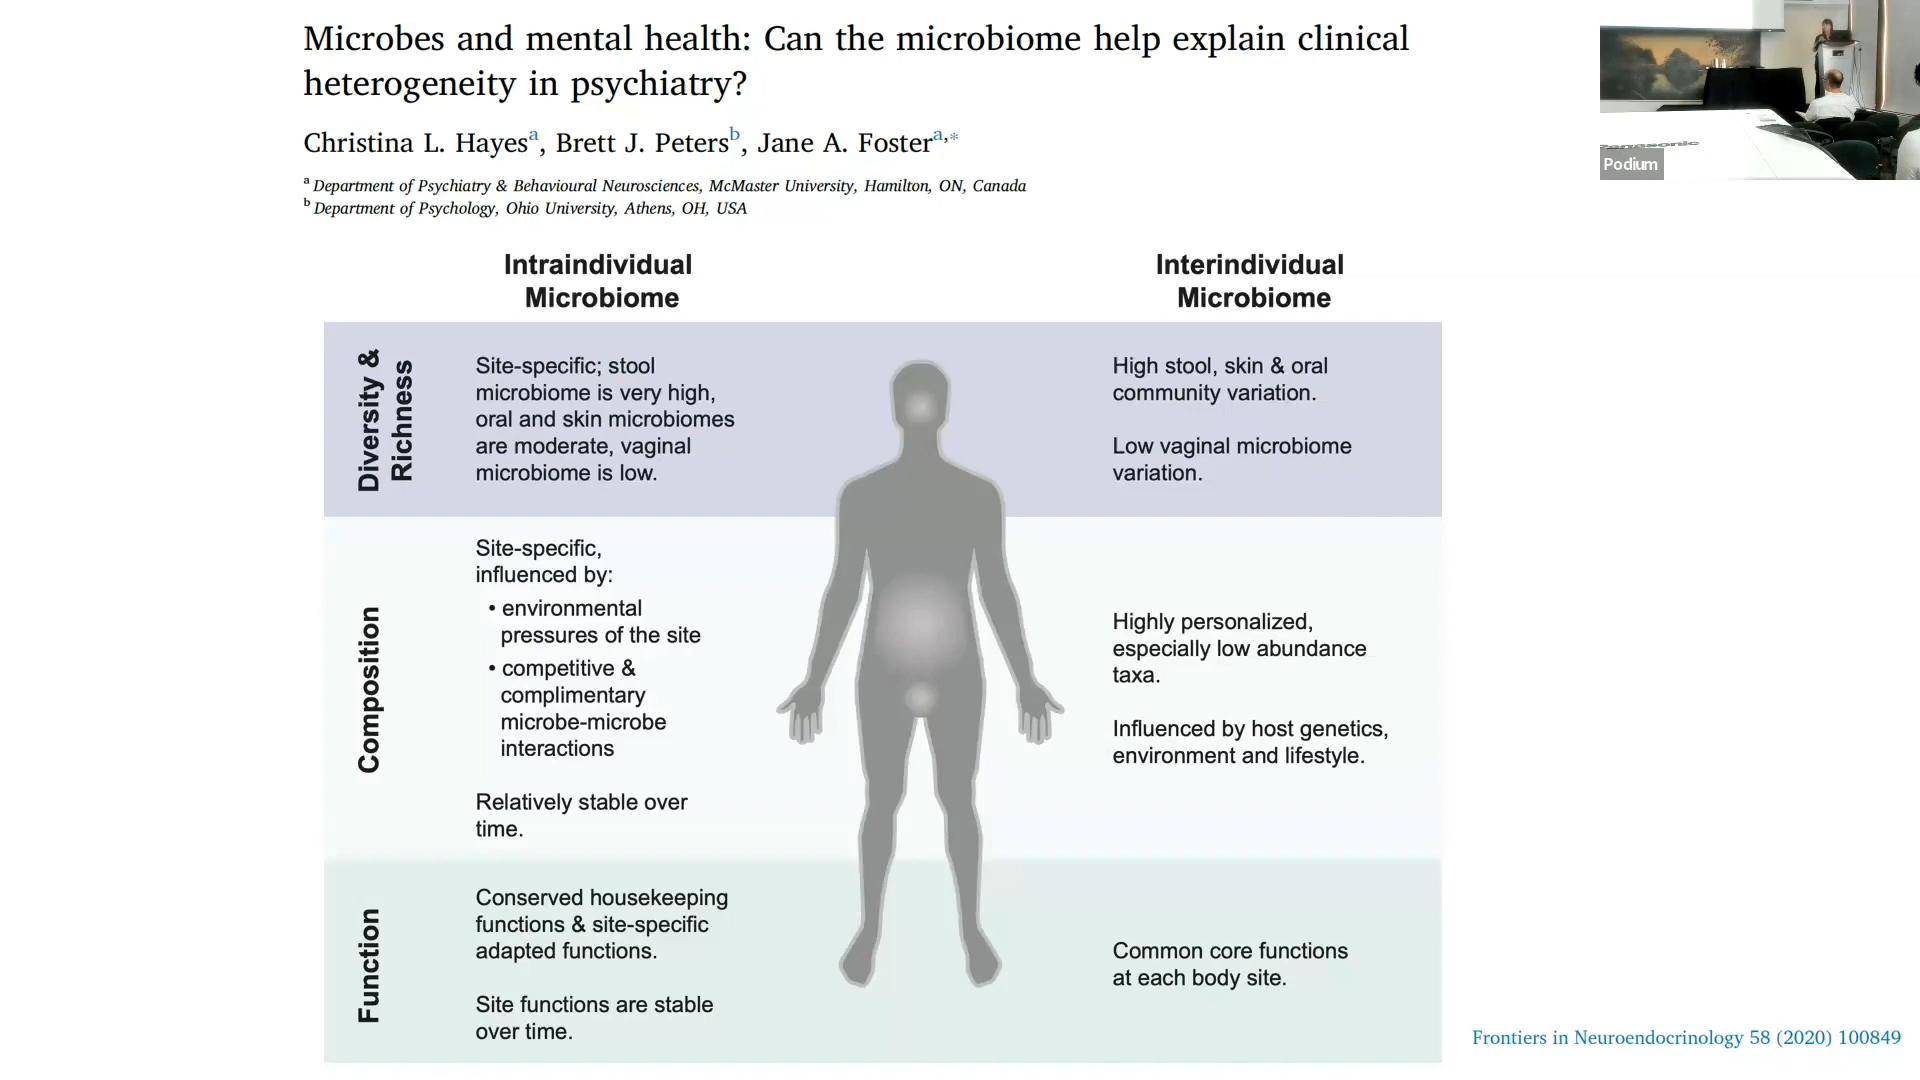 Microbes and mental health: Can the microbiome help explain clinical
heterogeneity in psychiatry?
Christina L. Hayesa, Brett J. Petersb, Jane A. Fostera,*
a Department of Psychiatry & Behavioural Neurosciences, McMaster University, Hamilton, ON, Canada
b Department of Psychology, Ohio University, Athens, OH, USA
Intraindividual
Microbiome
Interindividual
Microbiome
Diversity &
Richness
Site-specific; stool
microbiome is very high,
oral and skin microbiomes
are moderate, vaginal
microbiome is low.
High stool, skin & oral
community variation.
Low vaginal microbiome
variation.
Composition
Site-specific,
influenced by:
• environmental
pressures of the site
• competitive &
complimentary
microbe-microbe
interactions
Relatively stable over
time.
Highly personalized,
especially low abundance
taxa.
Influenced by host genetics,
environment and lifestyle.
Function
Conserved housekeeping
functions & site-specific
adapted functions.
Site functions are stable
over time.
Common core functions
at each body site.
Frontiers in Neuroendocrinology 58 (2020) 100849
Panasonic
Podium